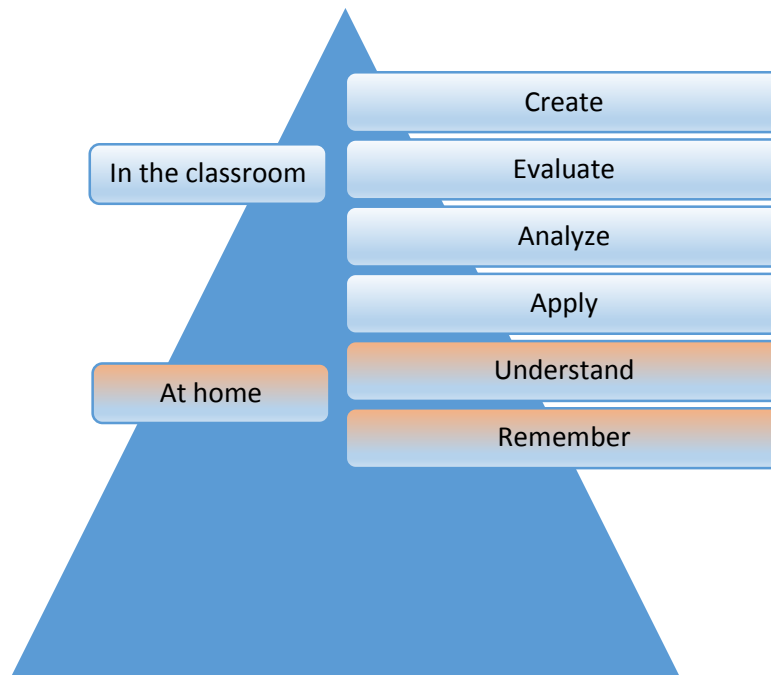 Create
In the classroom
Evaluate
Analyze
Apply
Understand
At home
Remember